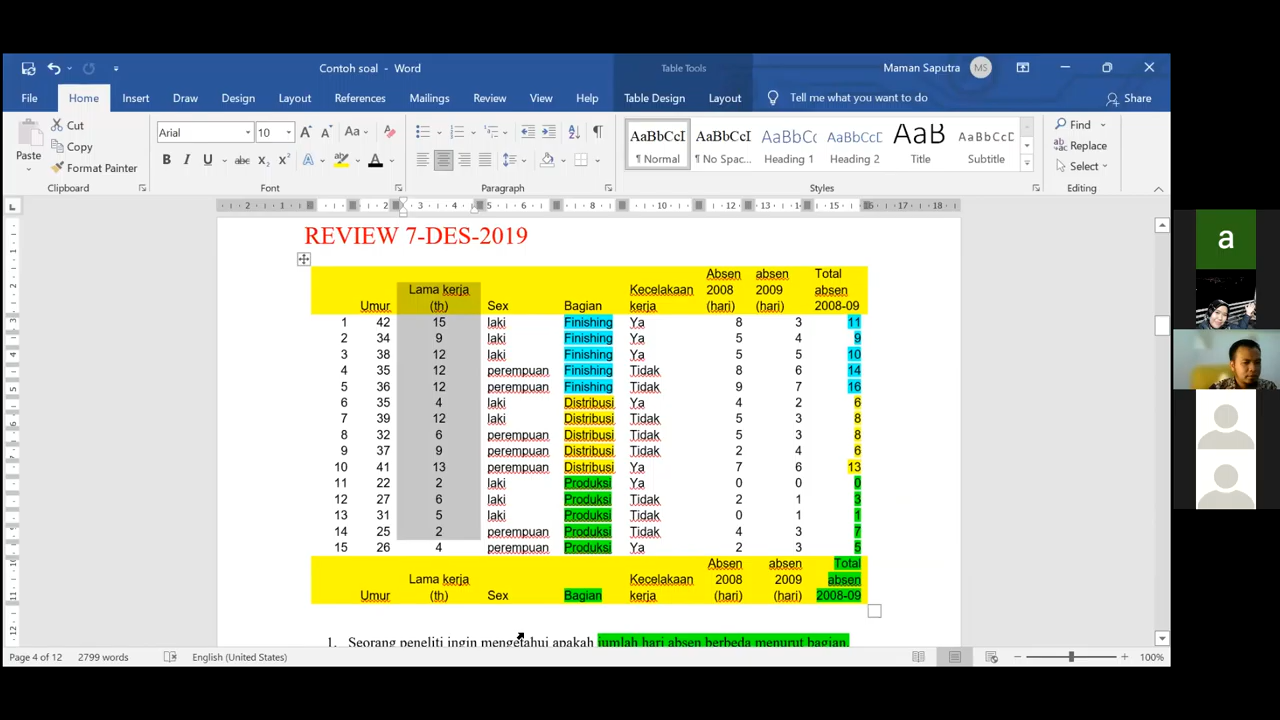 Contoh soal - Word
Table Tools
Maman Saputra
MS
File Home Insert Draw Design Layout References Mailings Review View Help Table Design Layout Tell me what you want to do Share
Paste
Cut
Copy
Format Painter
Clipboard
Arial 10
Font
Paragraph
AaBbCcI AaBbCcI AaBbCc AaBbCcI AaB AaBbCcD
¶ Normal ¶ No Spac... Heading 1 Heading 2 Title Subtitle
Styles
Find
Replace
Select
Editing
REVIEW 7-DES-2019
Umur Lama kerja (th) Sex Bagian Kecelakaan kerja Absen 2008 (hari) absen 2009 (hari) Total absen 2008-09
1 42 15 laki Finishing Ya 8 3 11
2 34 9 laki Finishing Ya 5 4 9
3 38 12 laki Finishing Ya 5 5 10
4 35 12 perempuan Finishing Tidak 8 6 14
5 36 12 perempuan Finishing Tidak 9 7 16
6 35 4 laki Distribusi Ya 4 2 6
7 39 12 laki Distribusi Tidak 5 3 8
8 32 6 perempuan Distribusi Tidak 5 3 8
9 37 9 perempuan Distribusi Tidak 2 4 6
10 41 13 perempuan Distribusi Ya 7 6 13
11 22 2 laki Produksi Ya 0 0 0
12 27 6 laki Produksi Tidak 2 1 3
13 31 5 laki Produksi Tidak 0 1 1
14 25 2 perempuan Produksi Tidak 4 3 7
15 26 4 perempuan Produksi Ya 2 3 5
Umur Lama kerja (th) Sex Bagian Kecelakaan kerja Absen 2008 (hari) absen 2009 (hari) Total absen 2008-09
1. Seorang peneliti ingin mengetahui apakah jumlah hari absen berbeda menurut bagian
Page 4 of 12 2799 words English (United States) 100%
a